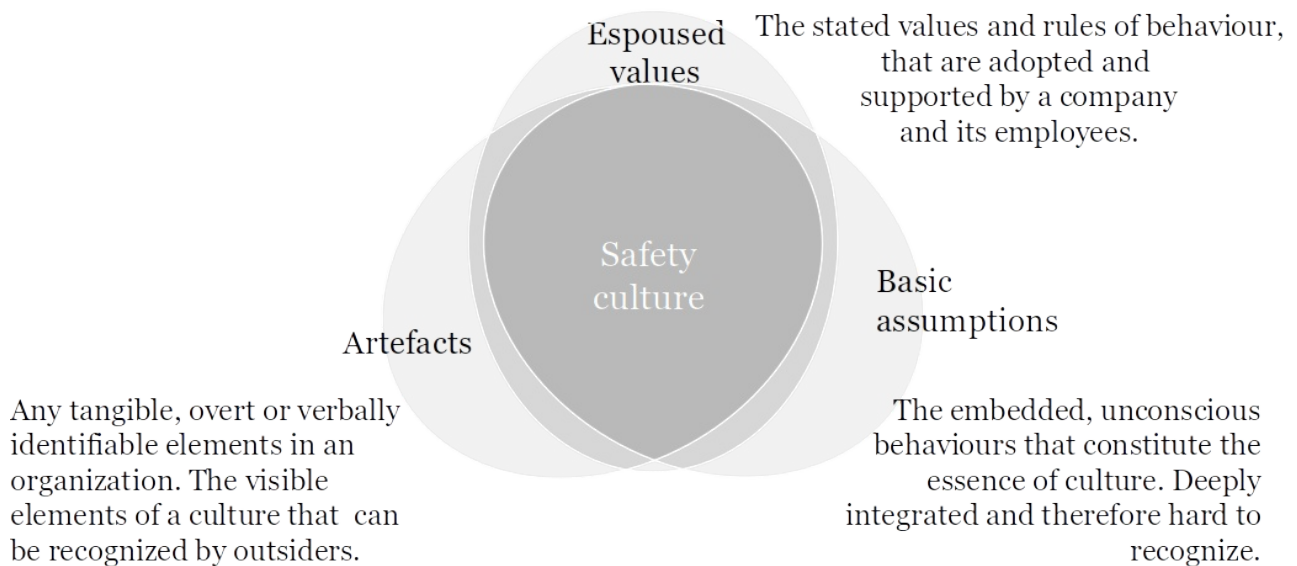 Espoused
values
The stated values and rules of behaviour,
that are adopted and
supported by a company
and its employees.
Safety
culture
Basic
assumptions
Artefacts
Any tangible, overt or verbally
identifiable elements in an
organization. The visible
elements of a culture that can
be recognized by outsiders.
The embedded, unconscious
behaviours that constitute the
essence of culture. Deeply
integrated and therefore hard to
recognize.